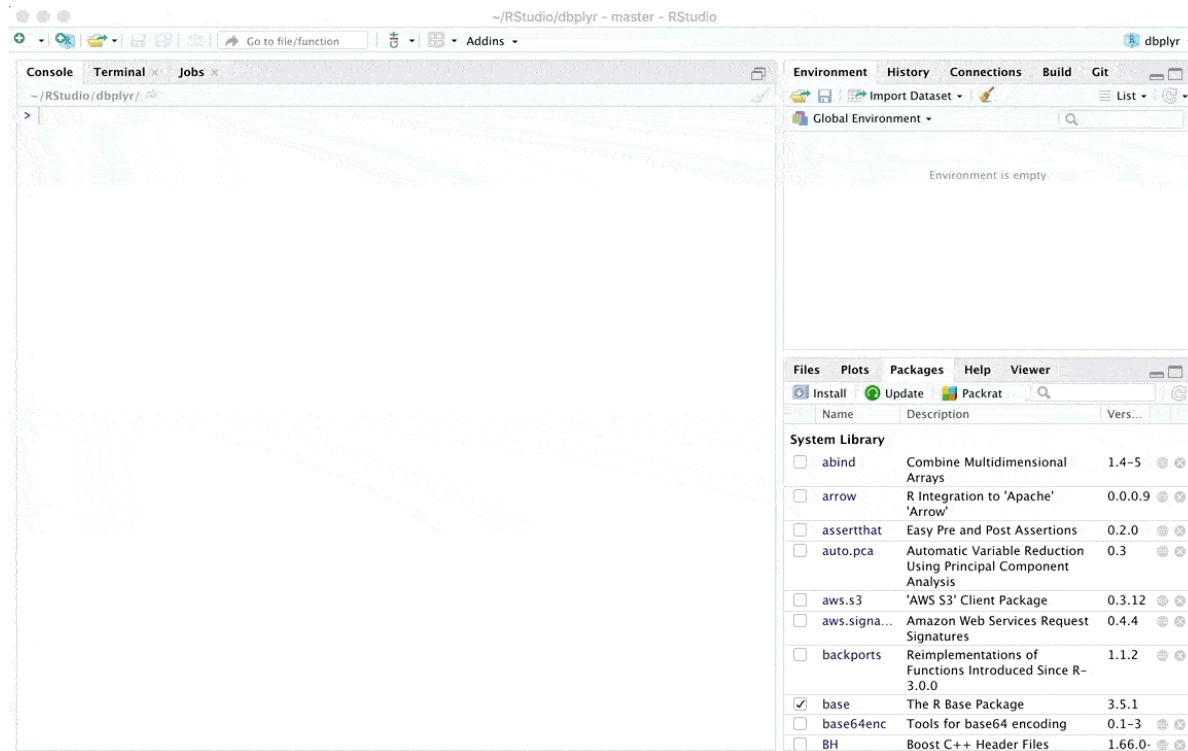 ~/RStudio/dbplyr - master - RStudio
Go to file/function
Addins
dbplyr
Console Terminal Jobs
~/RStudio/dbplyr/
>
Environment History Connections Build Git
Import Dataset List
Global Environment
Environment is empty
Files Plots Packages Help Viewer
Install Update Packrat
Name Description Vers...
System Library
abind Combine Multidimensional 1.4-5
Arrays
arrow R Integration to 'Apache' 0.0.0.9
'Arrow'
assertthat Easy Pre and Post Assertions 0.2.0
auto.pca Automatic Variable Reduction 0.3
Using Principal Component
Analysis
aws.s3 'AWS S3' Client Package 0.3.12
aws.signa... Amazon Web Services Request 0.4.4
Signatures
backports Reimplementations of 1.1.2
Functions Introduced Since R-
3.0.0
base The R Base Package 3.5.1
base64enc Tools for base64 encoding 0.1-3
BH Boost C++ Header Files 1.66.0-